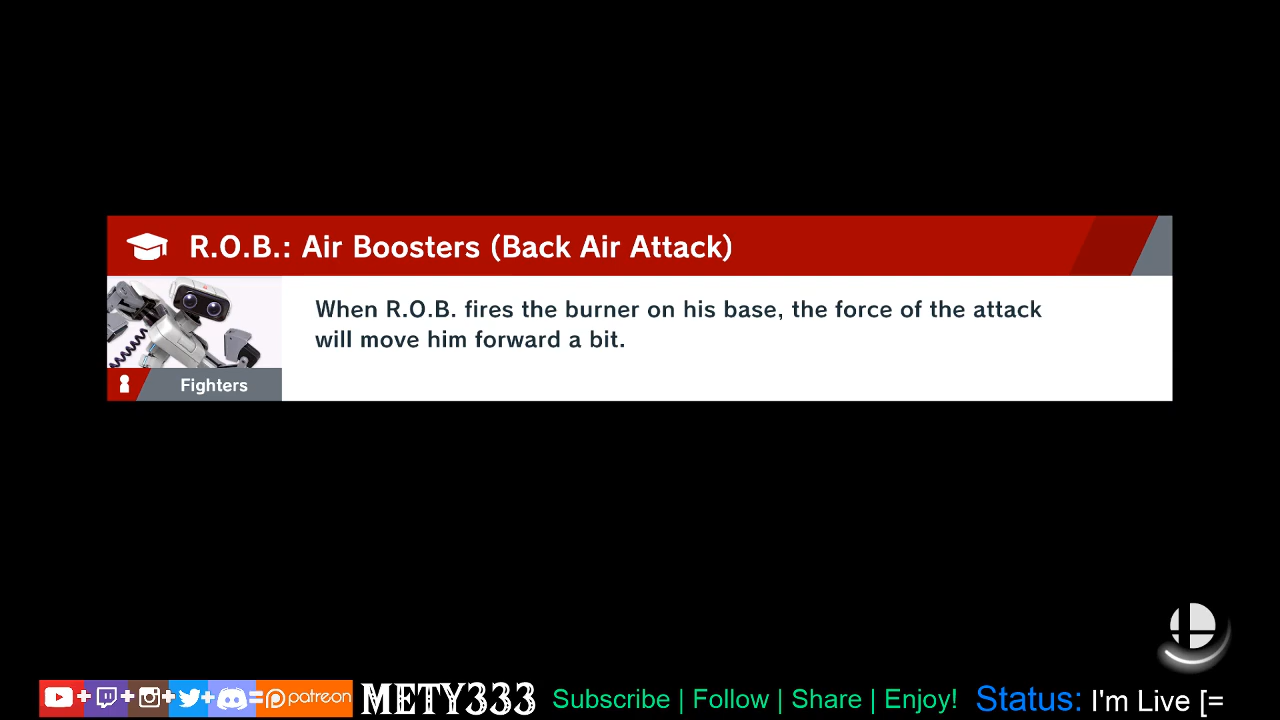 R.O.B.: Air Boosters (Back Air Attack)
When R.O.B. fires the burner on his base, the force of the attack
will move him forward a bit.
Fighters
patreon METY333 Subscribe | Follow | Share | Enjoy! Status: I'm Live [=